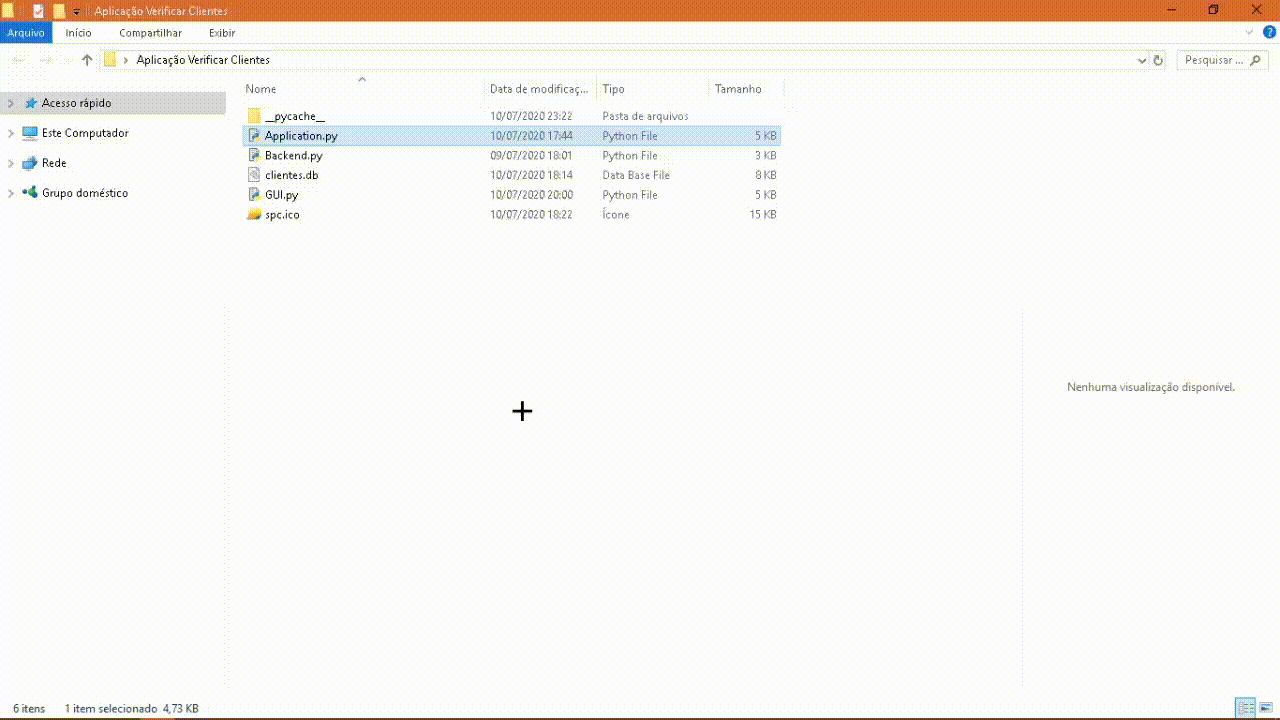 Aplicação Verificar Clientes
Arquivo Início Compartilhar Exibir
Aplicação Verificar Clientes Pesquisar ...
Nome Data de modificaç... Tipo Tamanho
Acesso rápido
Este Computador
Rede
Grupo doméstico
__pycache__ 10/07/2020 23:22 Pasta de arquivos
Application.py 10/07/2020 17:44 Python File 5 KB
Backend.py 09/07/2020 18:01 Python File 3 KB
clientes.db 10/07/2020 18:14 Data Base File 8 KB
GUI.py 10/07/2020 20:00 Python File 5 KB
spc.ico 10/07/2020 18:22 Ícone 15 KB
Nenhuma visualização disponível.
6 itens 1 item selecionado 4,73 KB